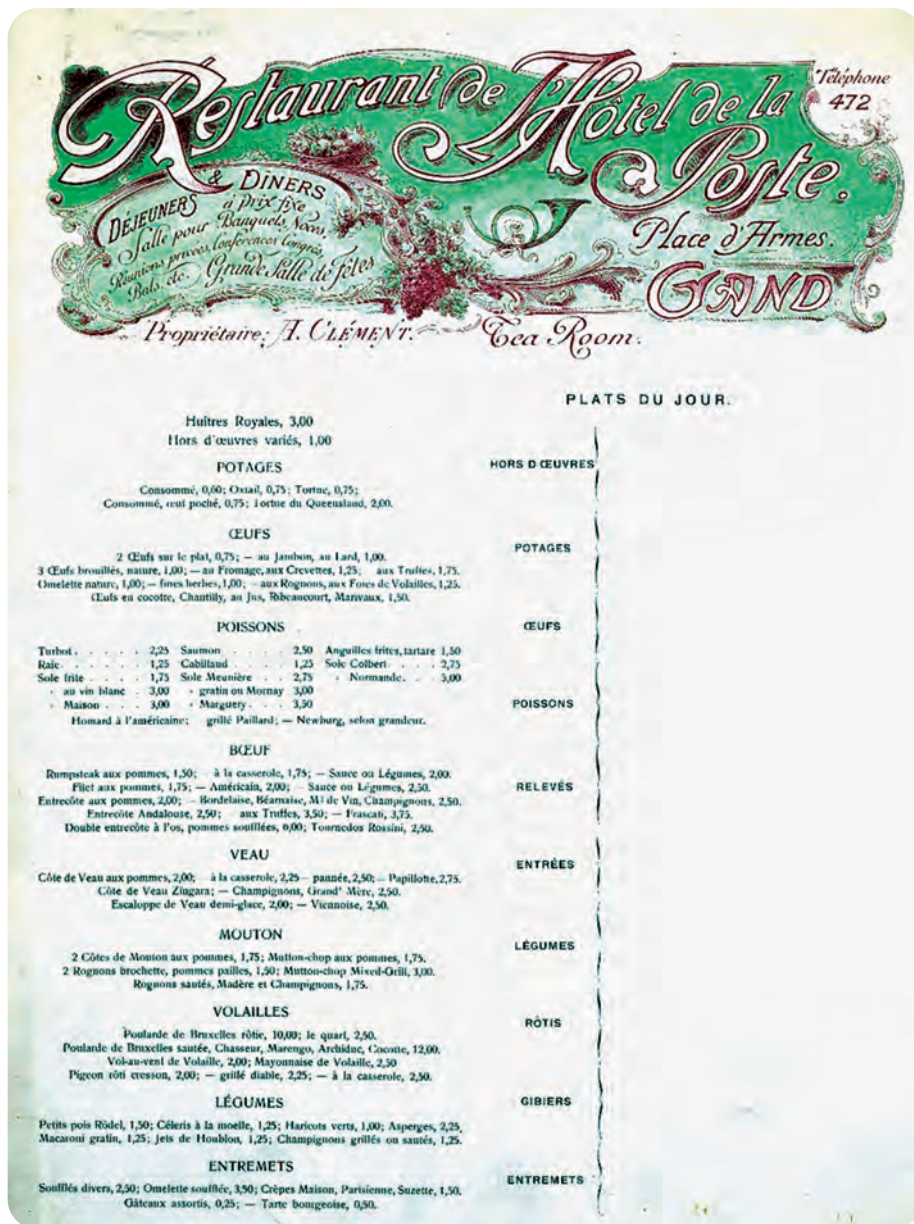 Restaurant de l'Hôtel de la Poste.
Téléphone
472
DÉJEUNERS & DÎNERS
à prix fixe
Salle pour Banquets, Noces,
Réunions privées, Conférences, Congrès,
Bals, etc. Grande Salle de Fêtes
Place d'Armes.
GAND
Propriétaire: A. CLÉMENT.
Tea Room.
Huîtres Royales, 3,00
Hors d'œuvres variés, 1,00
POTAGES
Consommé, 0,60; Oxtail, 0,75; Tortue, 0,75;
Consommé, œuf poché, 0,75; Tortue du Queensland, 2,00.
ŒUFS
2 Œufs sur le plat, 0,75; — au Jambon, au Lard, 1,00.
3 Œufs brouillés, nature, 1,00; — au Fromage, aux Crevettes, 1,25; aux Truffes, 1,75.
Omelette nature, 1,00; — fines herbes, 1,00; - aux Rognons, aux Foies de Volailles, 1,25.
Œufs en cocotte, Chantilly, au Jus, Ribeaucourt, Marivaux, 1,50.
POISSONS
Turbot . . . . . 2,25 Saumon . . . . 2,50 Anguilles frites, tartare 1,50
Raie . . . . . . 1,25 Cabillaud . . . . 1,25 Sole Colbert . . . . 2,75
Sole frite . . . . 1,75 Sole Meunière . . 2,75 » Normande. . . 3,00
» au vin blanc . 3,00 » gratin ou Mornay 3,00
» Maison . . . 3,00 » Marguery . . . 3,50
Homard à l'américaine; grillé Paillard; — Newburg, selon grandeur.
BŒUF
Rumpsteak aux pommes, 1,50; - à la casserole, 1,75; — Sauce ou Légumes, 2,00.
Filet aux pommes, 1,75; — Américain, 2,00; - Sauce ou Légumes, 2,50.
Entrecôte aux pommes, 2,00; - Bordelaise, Béarnaise, Md de Vin, Champignons, 2,50.
Entrecôte Andalouse, 2,50; - aux Truffes, 3,50; — Frascati, 3,75.
Double entrecôte à l'os, pommes soufflées, 6,00; Tournedos Rossini, 2,50.
VEAU
Côte de Veau aux pommes, 2,00; - à la casserole, 2,25 - pannée, 2,50; - Papillotte, 2,75.
Côte de Veau Zingara; — Champignons, Grand' Mère, 2,50.
Escaloppe de Veau demi-glace, 2,00; — Viennoise, 2,50.
MOUTON
2 Côtes de Mouton aux pommes, 1,75; Mutton-chop aux pommes, 1,75.
2 Rognons brochette, pommes pailles, 1,50; Mutton-chop Mixed-Grill, 3,00.
Rognons sautés, Madère et Champignons, 1,75.
VOLAILLES
Poularde de Bruxelles rôtie, 10,00; le quart, 2,50.
Poularde de Bruxelles sautée, Chasseur, Marengo, Archiduc, Cocotte, 12,00.
Vol-au-vent de Volaille, 2,00; Mayonnaise de Volaille, 2,50
Pigeon rôti cresson, 2,00; — grillé diable, 2,25; — à la casserole, 2,50.
LÉGUMES
Petits pois Rödel, 1,50; Céleris à la moelle, 1,25; Haricots verts, 1,00; Asperges, 2,25,
Macaroni gratin, 1,25; Jets de Houblon, 1,25; Champignons grillés ou sautés, 1,25.
ENTREMETS
Soufflés divers, 2,50; Omelette soufflée, 3,50; Crêpes Maison, Parisienne, Suzette, 1,50.
Gâteaux assortis, 0,25; — Tarte bourgeoise, 0,50.
PLATS DU JOUR.
HORS D'ŒUVRES
POTAGES
ŒUFS
POISSONS
RELEVÉS
ENTRÉES
LÉGUMES
RÔTIS
GIBIERS
ENTREMETS